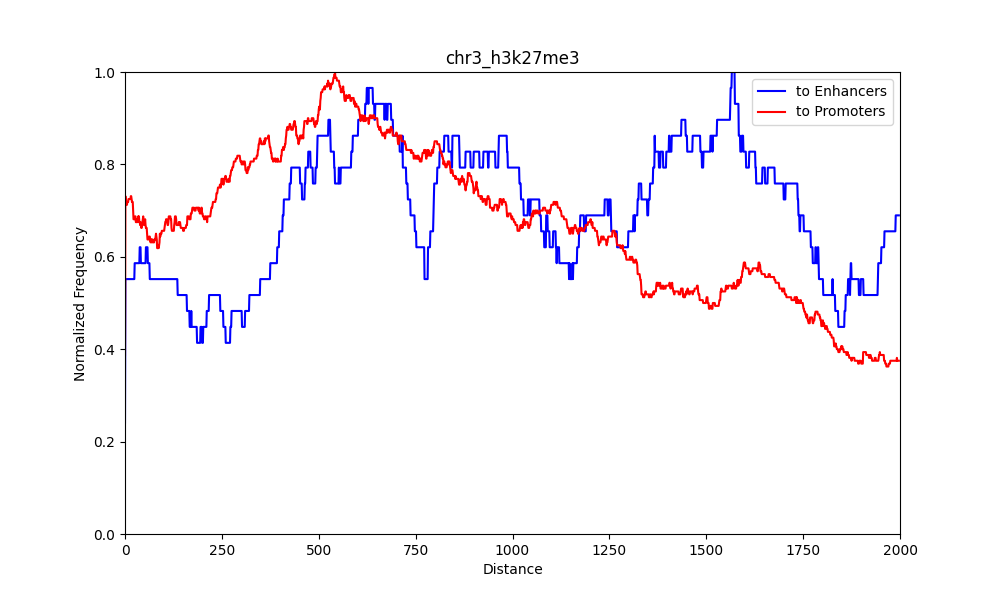 chr3_h3k27me3
to Enhancers
to Promoters
Normalized Frequency
1.0
0.8
0.6
0.4
0.2
0.0
0 250 500 750 1000 1250 1500 1750 2000
Distance